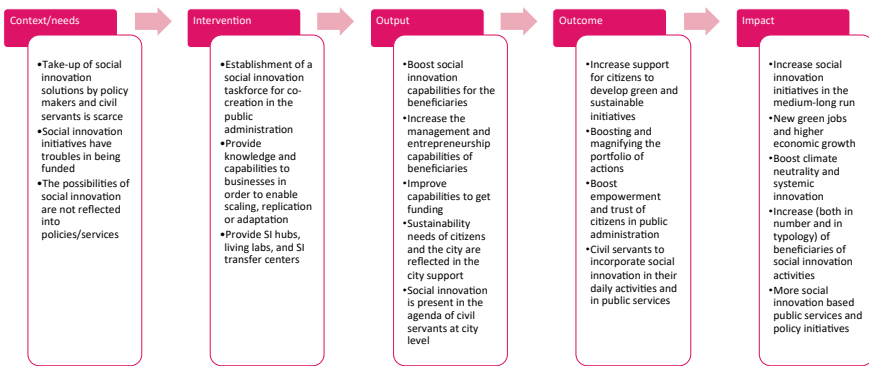 Context/needs
•Take-up of social
innovation
solutions by policy
makers and civil
servants is scarce
•Social innovation
initiatives have
troubles in being
funded
•The possibilities of
social innovation
are not reflected
into
policies/services
Intervention
•Establishment of a
social innovation
taskforce for co-
creation in the
public
administration
•Provide
knowledge and
capabilities to
businesses in
order to enable
scaling, replication
or adaptation
•Provide SI hubs,
living labs, and SI
transfer centers
Output
•Boost social
innovation
capabilities for the
beneficiaries
•Increase the
management and
entrepreneurship
capabilities of
beneficiaries
•Improve
capabilities to get
funding
•Sustainability
needs of citizens
and the city are
reflected in the
city support
•Social innovation
is present in the
agenda of civil
servants at city
level
Outcome
•Increase support
for citizens to
develop green and
sustainable
initiatives
•Boosting and
magnifying the
portfolio of
actions
•Boost
empowerment
and trust of
citizens in public
administration
•Civil servants to
incorporate social
innovation in their
daily activities and
in public services
Impact
•Increase social
innovation
initiatives in the
medium-long run
•New green jobs
and higher
economic growth
•Boost climate
neutrality and
systemic
innovation
•Increase (both in
number and in
typology) of
beneficiaries of
social innovation
activities
•More social
innovation based
public services and
policy initiatives